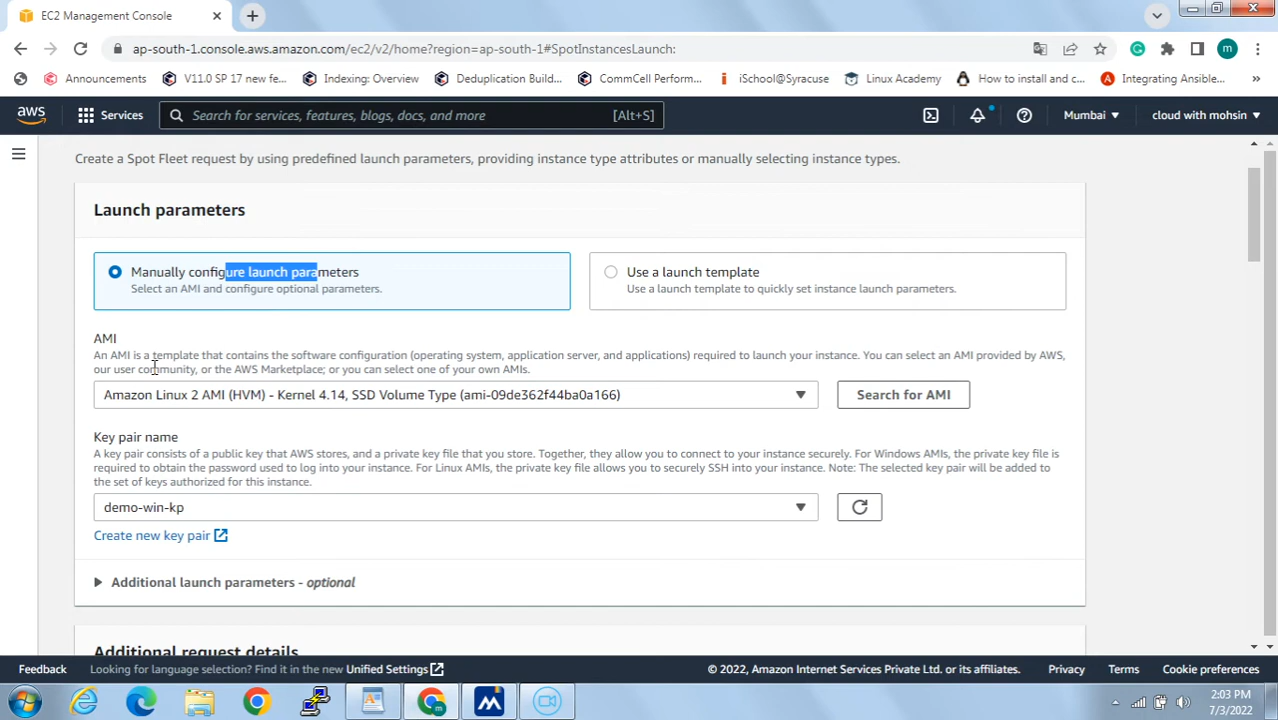 EC2 Management Console
ap-south-1.console.aws.amazon.com/ec2/v2/home?region=ap-south-1#SpotInstancesLaunch:
m
Announcements
V11.0 SP 17 new fe...
Indexing: Overview
Deduplication Build...
CommCell Perform...
iSchool@Syracuse
Linux Academy
How to install and c...
Integrating Ansible...
aws
Services
Search for services, features, blogs, docs, and more
[Alt+S]
Mumbai
cloud with mohsin
Create a Spot Fleet request by using predefined launch parameters, providing instance type attributes or manually selecting instance types.
Launch parameters
Manually configure launch parameters
Select an AMI and configure optional parameters.
Use a launch template
Use a launch template to quickly set instance launch parameters.
AMI
An AMI is a template that contains the software configuration (operating system, application server, and applications) required to launch your instance. You can select an AMI provided by AWS,
our user community, or the AWS Marketplace; or you can select one of your own AMIs.
Amazon Linux 2 AMI (HVM) - Kernel 4.14, SSD Volume Type (ami-09de362f44ba0a166)
Search for AMI
Key pair name
A key pair consists of a public key that AWS stores, and a private key file that you store. Together, they allow you to connect to your instance securely. For Windows AMIs, the private key file is
required to obtain the password used to log into your instance. For Linux AMIs, the private key file allows you to securely SSH into your instance. Note: The selected key pair will be added to
the set of keys authorized for this instance.
demo-win-kp
Create new key pair
Additional launch parameters - optional
Additional request details
Feedback
Looking for language selection? Find it in the new Unified Settings
© 2022, Amazon Internet Services Private Ltd. or its affiliates.
Privacy
Terms
Cookie preferences
2:03 PM
7/3/2022